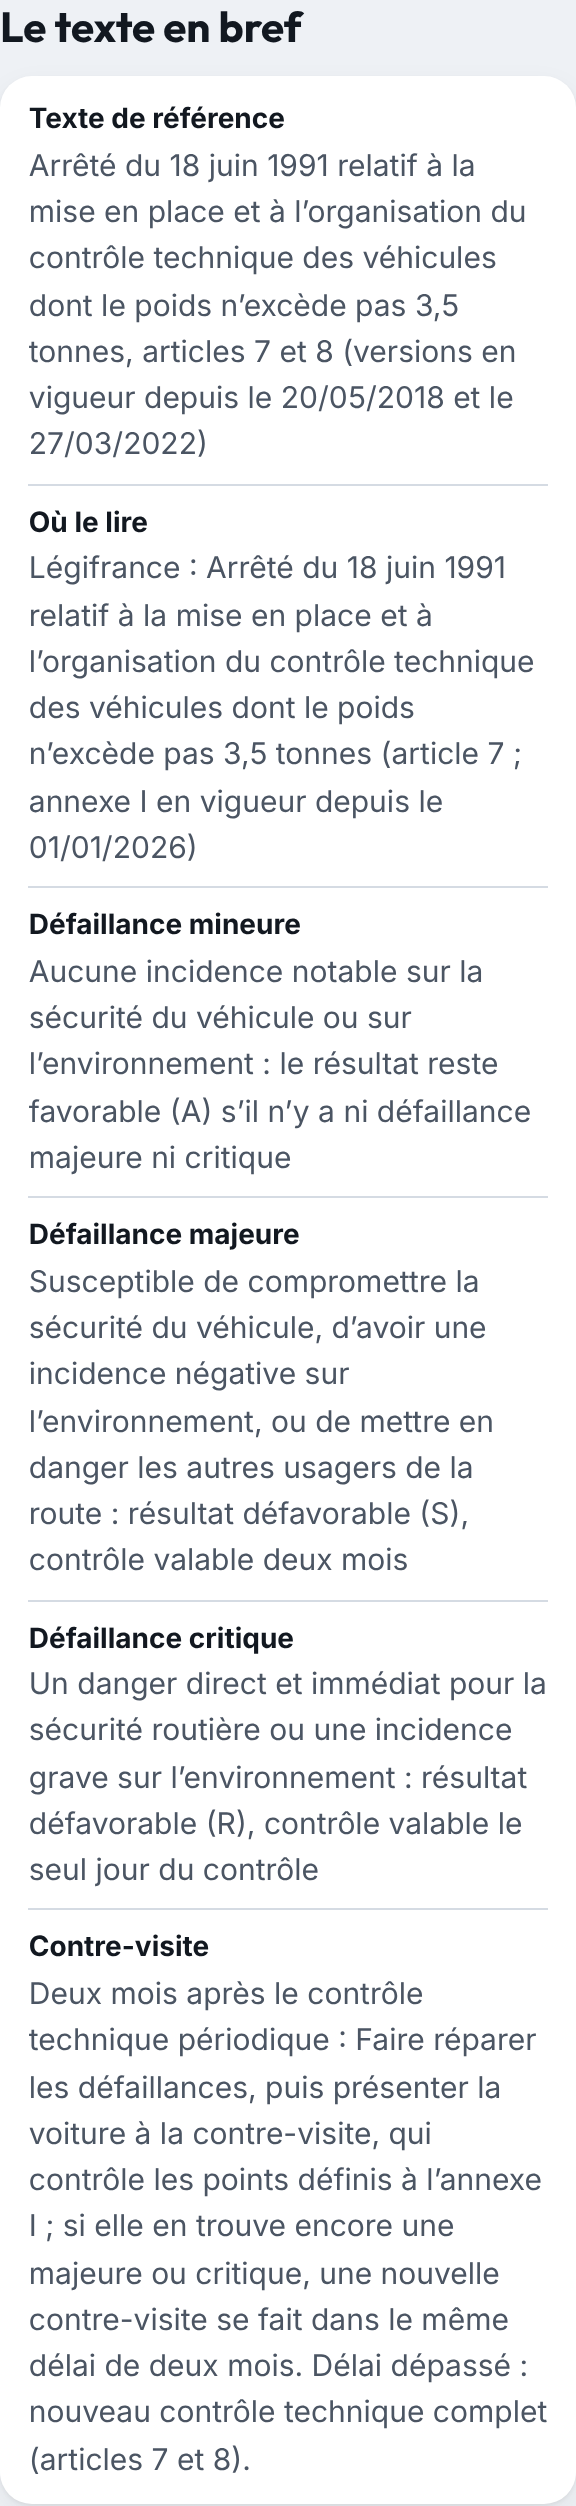 Le texte en bref
Texte de référence
Arrêté du 18 juin 1991 relatif à la
mise en place et à l’organisation du
contrôle technique des véhicules
dont le poids n’excède pas 3,5
tonnes, articles 7 et 8 (versions en
vigueur depuis le 20/05/2018 et le
27/03/2022)
Où le lire
Légifrance : Arrêté du 18 juin 1991
relatif à la mise en place et à
l’organisation du contrôle technique
des véhicules dont le poids
n’excède pas 3,5 tonnes (article 7 ;
annexe I en vigueur depuis le
01/01/2026)
Défaillance mineure
Aucune incidence notable sur la
sécurité du véhicule ou sur
l’environnement : le résultat reste
favorable (A) s’il n’y a ni défaillance
majeure ni critique
Défaillance majeure
Susceptible de compromettre la
sécurité du véhicule, d’avoir une
incidence négative sur
l’environnement, ou de mettre en
danger les autres usagers de la
route : résultat défavorable (S),
contrôle valable deux mois
Défaillance critique
Un danger direct et immédiat pour la
sécurité routière ou une incidence
grave sur l’environnement : résultat
défavorable (R), contrôle valable le
seul jour du contrôle
Contre-visite
Deux mois après le contrôle
technique périodique : Faire réparer
les défaillances, puis présenter la
voiture à la contre-visite, qui
contrôle les points définis à l’annexe
I ; si elle en trouve encore une
majeure ou critique, une nouvelle
contre-visite se fait dans le même
délai de deux mois. Délai dépassé :
nouveau contrôle technique complet
(articles 7 et 8).